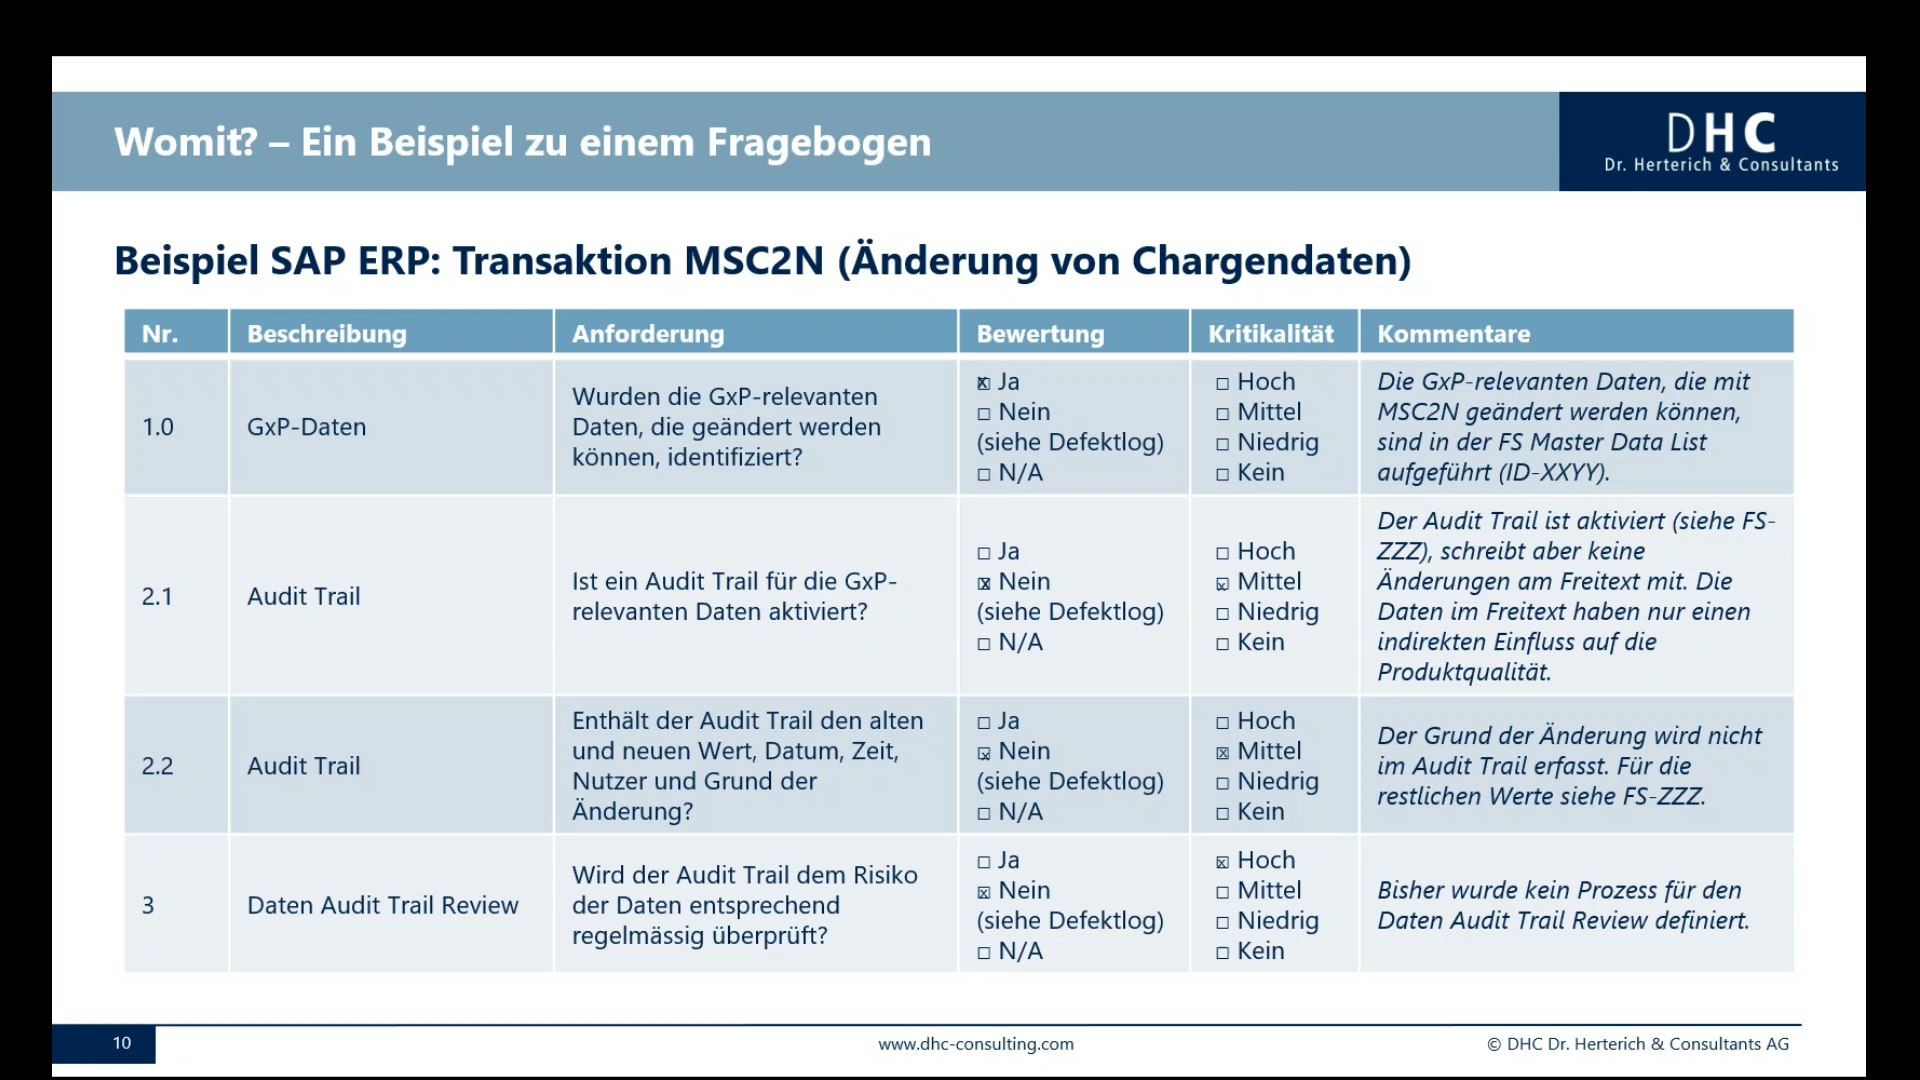 Womit? – Ein Beispiel zu einem Fragebogen
DHC
Dr. Herterich & Consultants
Beispiel SAP ERP: Transaktion MSC2N (Änderung von Chargendaten)
Nr. Beschreibung Anforderung Bewertung Kritikalität Kommentare
1.0
GxP-Daten
Wurden die GxP-relevanten
Daten, die geändert werden
können, identifiziert?
☒ Ja
☐ Nein
(siehe Defektlog)
☐ N/A
☐ Hoch
☐ Mittel
☐ Niedrig
☐ Kein
Die GxP-relevanten Daten, die mit
MSC2N geändert werden können,
sind in der FS Master Data List
aufgeführt (ID-XXYY).
2.1
Audit Trail
Ist ein Audit Trail für die GxP-
relevanten Daten aktiviert?
☐ Ja
☒ Nein
(siehe Defektlog)
☐ N/A
☐ Hoch
☒ Mittel
☐ Niedrig
☐ Kein
Der Audit Trail ist aktiviert (siehe FS-
ZZZ), schreibt aber keine
Änderungen am Freitext mit. Die
Daten im Freitext haben nur einen
indirekten Einfluss auf die
Produktqualität.
2.2
Audit Trail
Enthält der Audit Trail den alten
und neuen Wert, Datum, Zeit,
Nutzer und Grund der
Änderung?
☐ Ja
☒ Nein
(siehe Defektlog)
☐ N/A
☐ Hoch
☒ Mittel
☐ Niedrig
☐ Kein
Der Grund der Änderung wird nicht
im Audit Trail erfasst. Für die
restlichen Werte siehe FS-ZZZ.
3
Daten Audit Trail Review
Wird der Audit Trail dem Risiko
der Daten entsprechend
regelmässig überprüft?
☐ Ja
☒ Nein
(siehe Defektlog)
☐ N/A
☒ Hoch
☐ Mittel
☐ Niedrig
☐ Kein
Bisher wurde kein Prozess für den
Daten Audit Trail Review definiert.
10
www.dhc-consulting.com
© DHC Dr. Herterich & Consultants AG